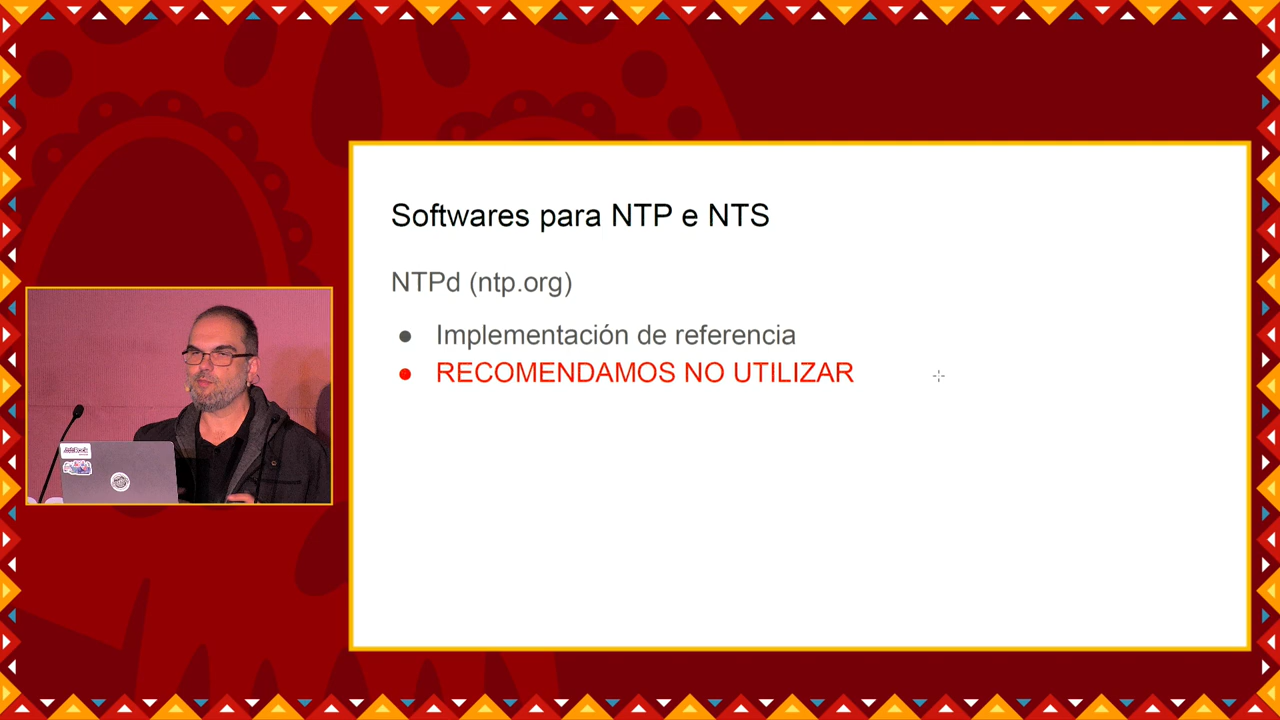 Softwares para NTP e NTS
NTPd (ntp.org)
● Implementación de referencia
● RECOMENDAMOS NO UTILIZAR